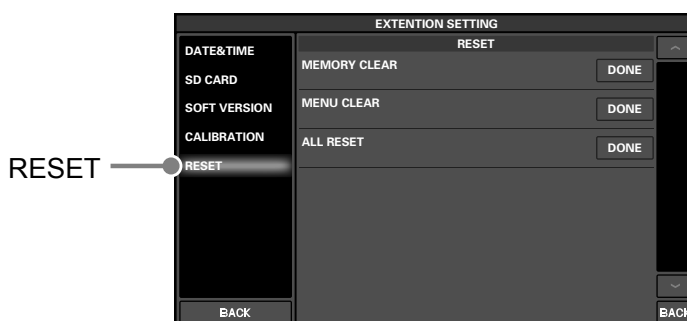 EXTENTION SETTING
DATE&TIME
SD CARD
SOFT VERSION
CALIBRATION
RESET
BACK
RESET
MEMORY CLEAR DONE
MENU CLEAR DONE
ALL RESET DONE
BACK
RESET